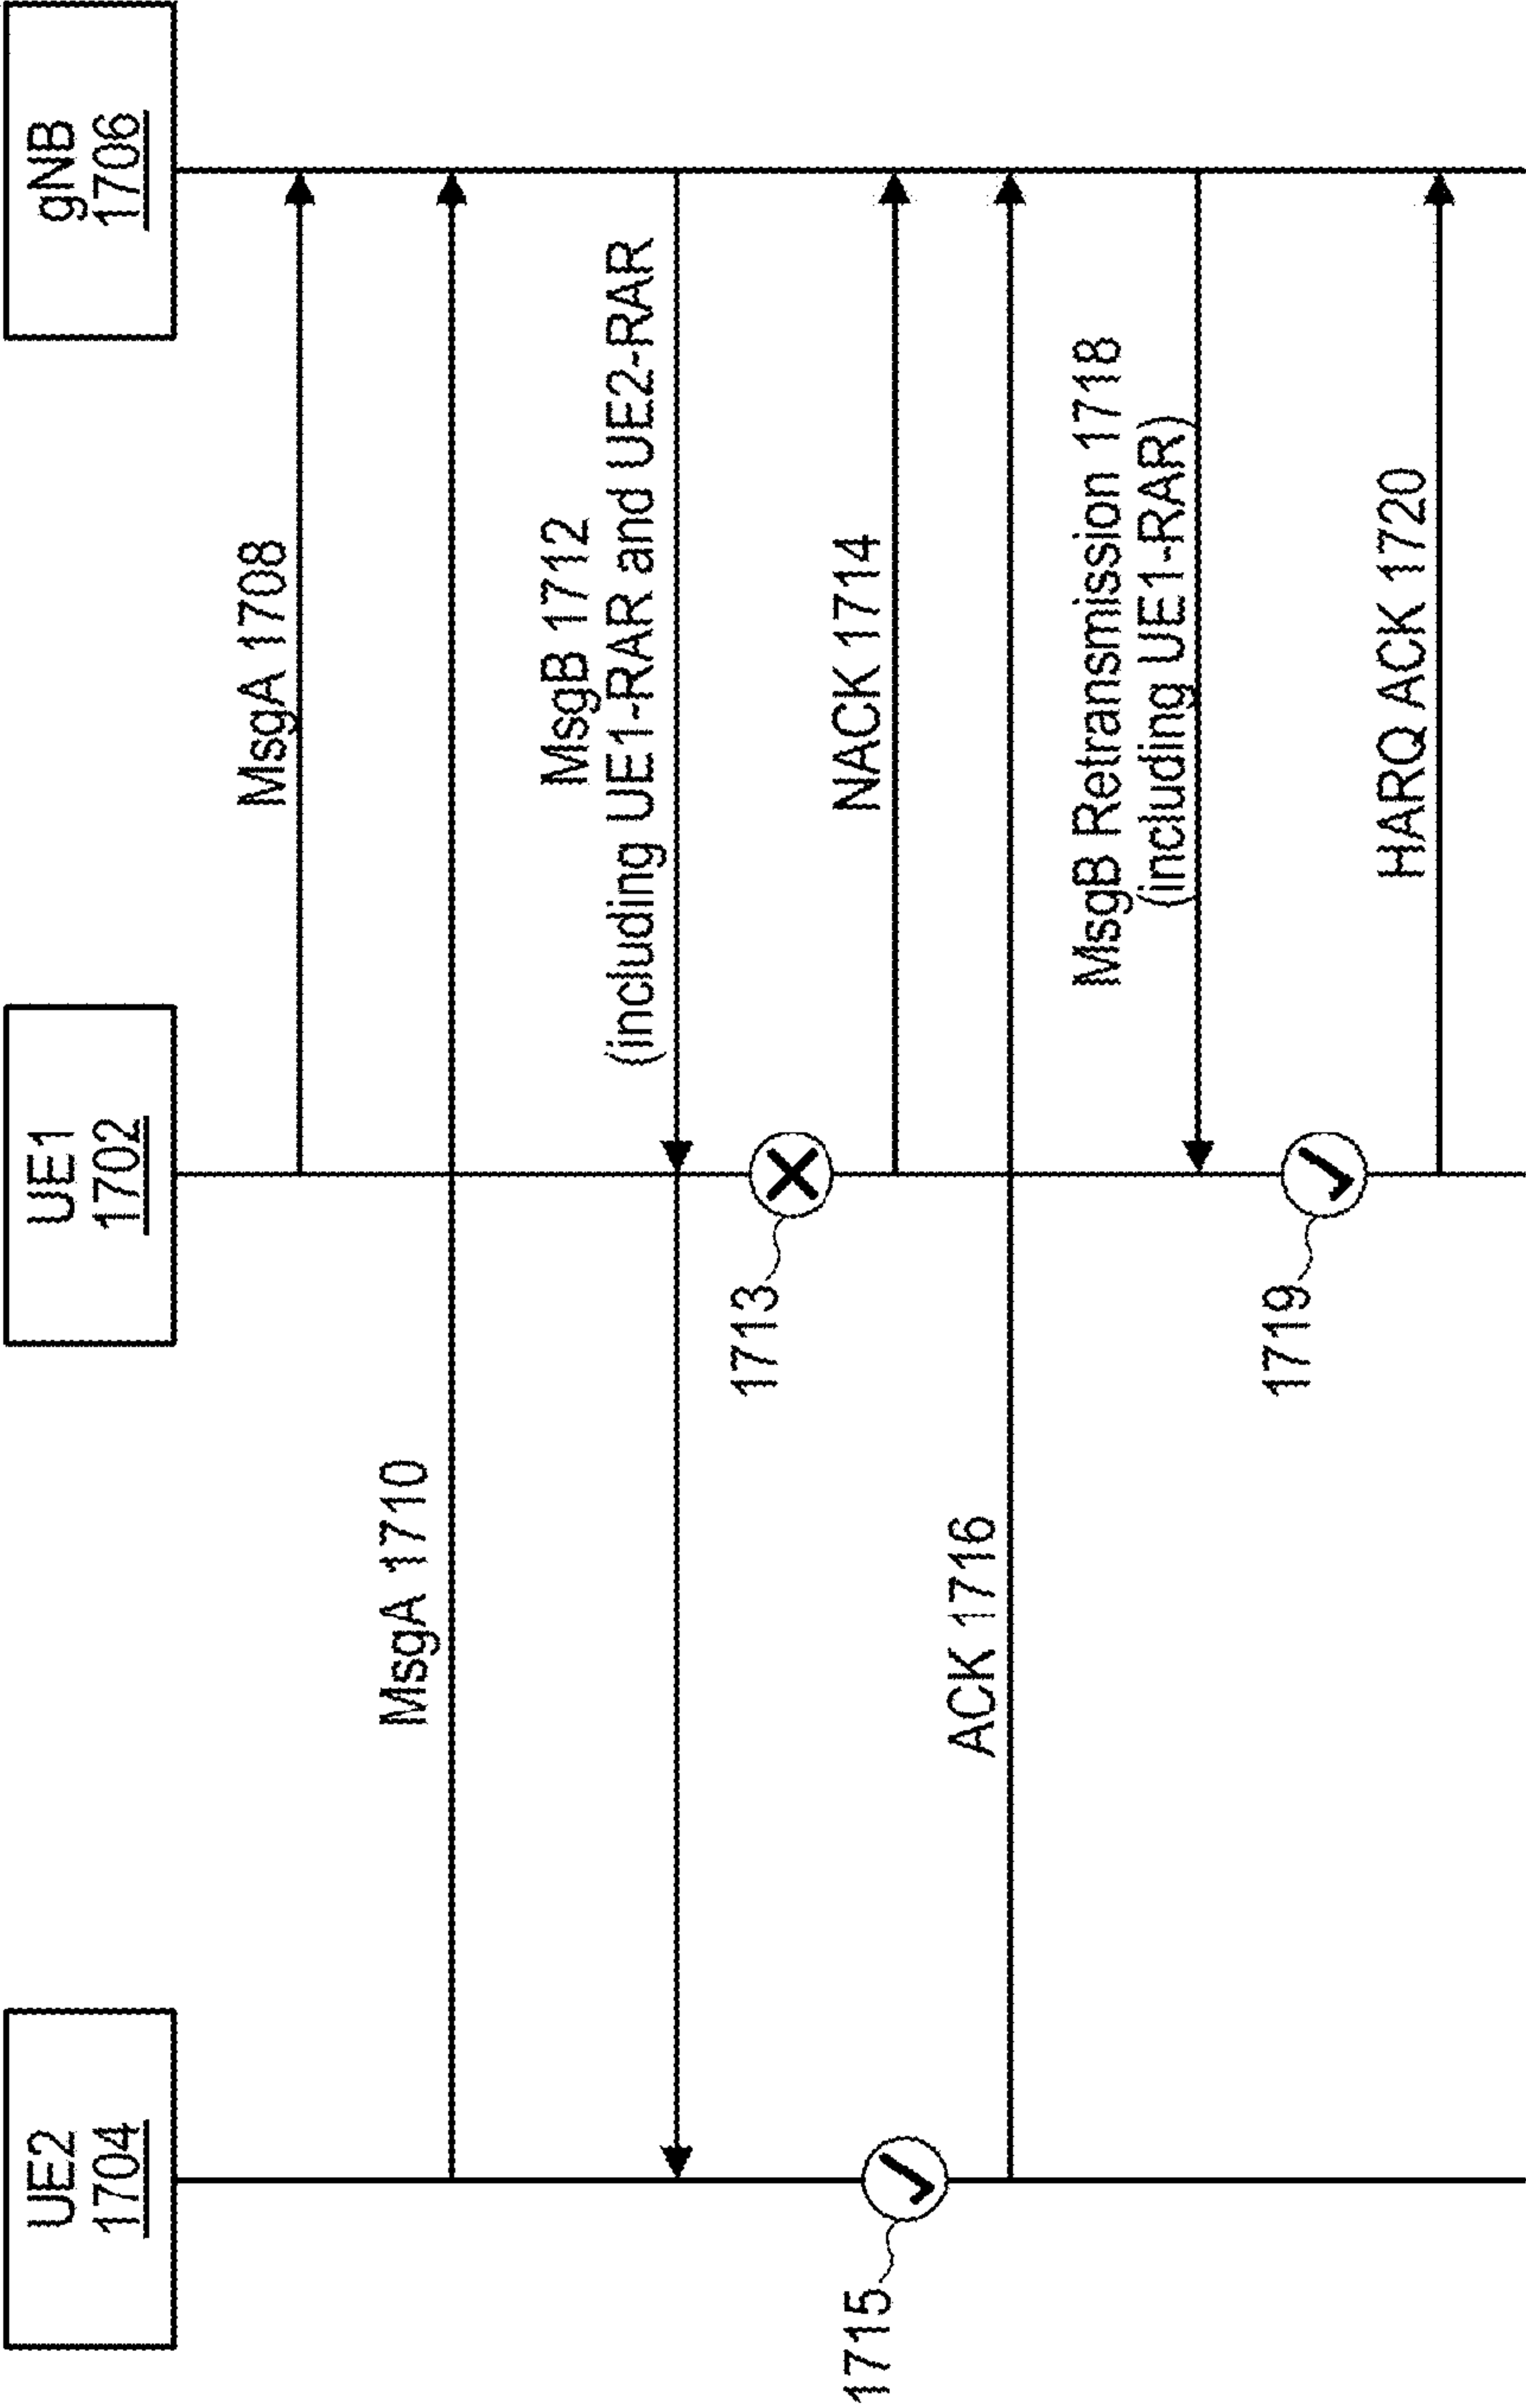 UE2
1704
UE1
1702
gNB
1706
MsgA 1708
MsgA 1710
MsgB 1712
(including UE1-RAR and UE2-RAR
1713
NACK 1714
1715
ACK 1716
MsgB Retransmission 1718
(including UE1-RAR)
1719
HARQ ACK 1720